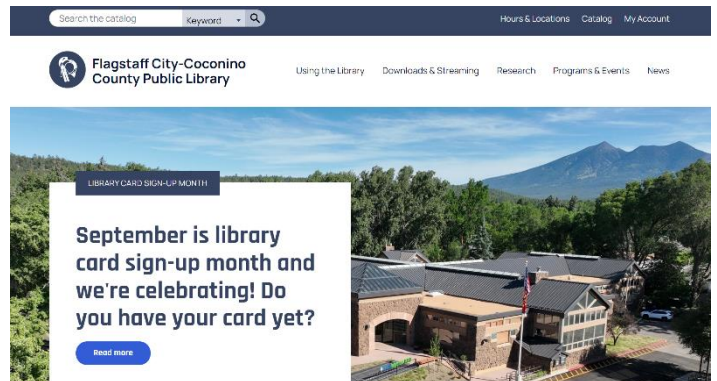 Search the catalog
Keyword
Hours & Locations Catalog My Account
Flagstaff City-Coconino
County Public Library
Using the Library Downloads & Streaming Research Programs & Events News
LIBRARY CARD SIGN-UP MONTH
September is library
card sign-up month and
we're celebrating! Do
you have your card yet?
Read more